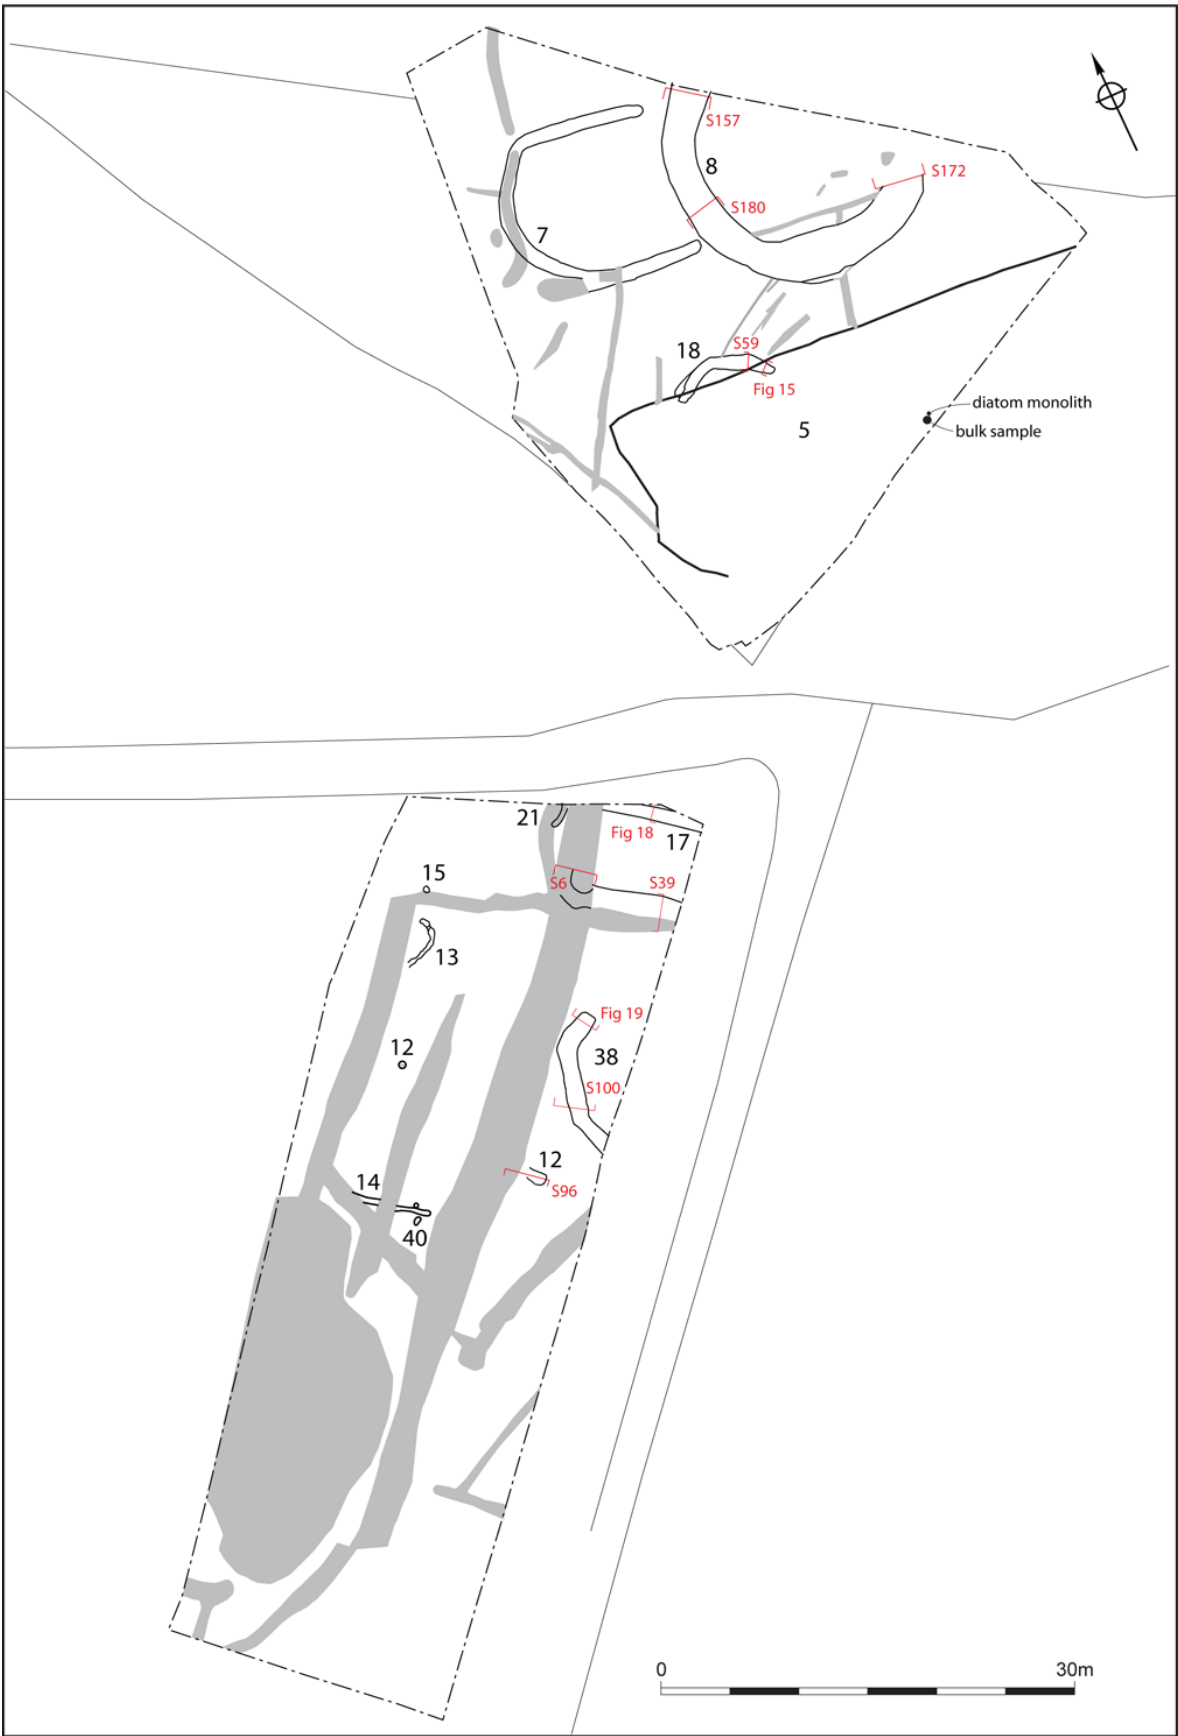 S157
8
S172
S180
7
S59
18
Fig 15
diatom monolith
5
bulk sample
21
Fig 18
17
15
S6
S39
13
Fig 19
12
38
S100
12
14
S96
40
0
30m